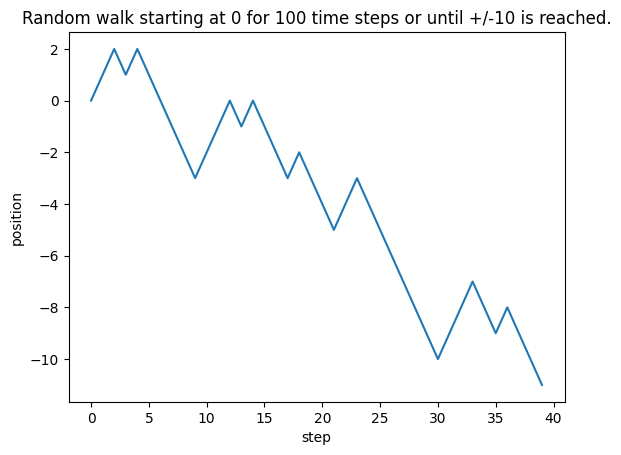 Random walk starting at 0 for 100 time steps or until +/-10 is reached.
2
0
−2
−4
−6
−8
−10
position
0 5 10 15 20 25 30 35 40
step